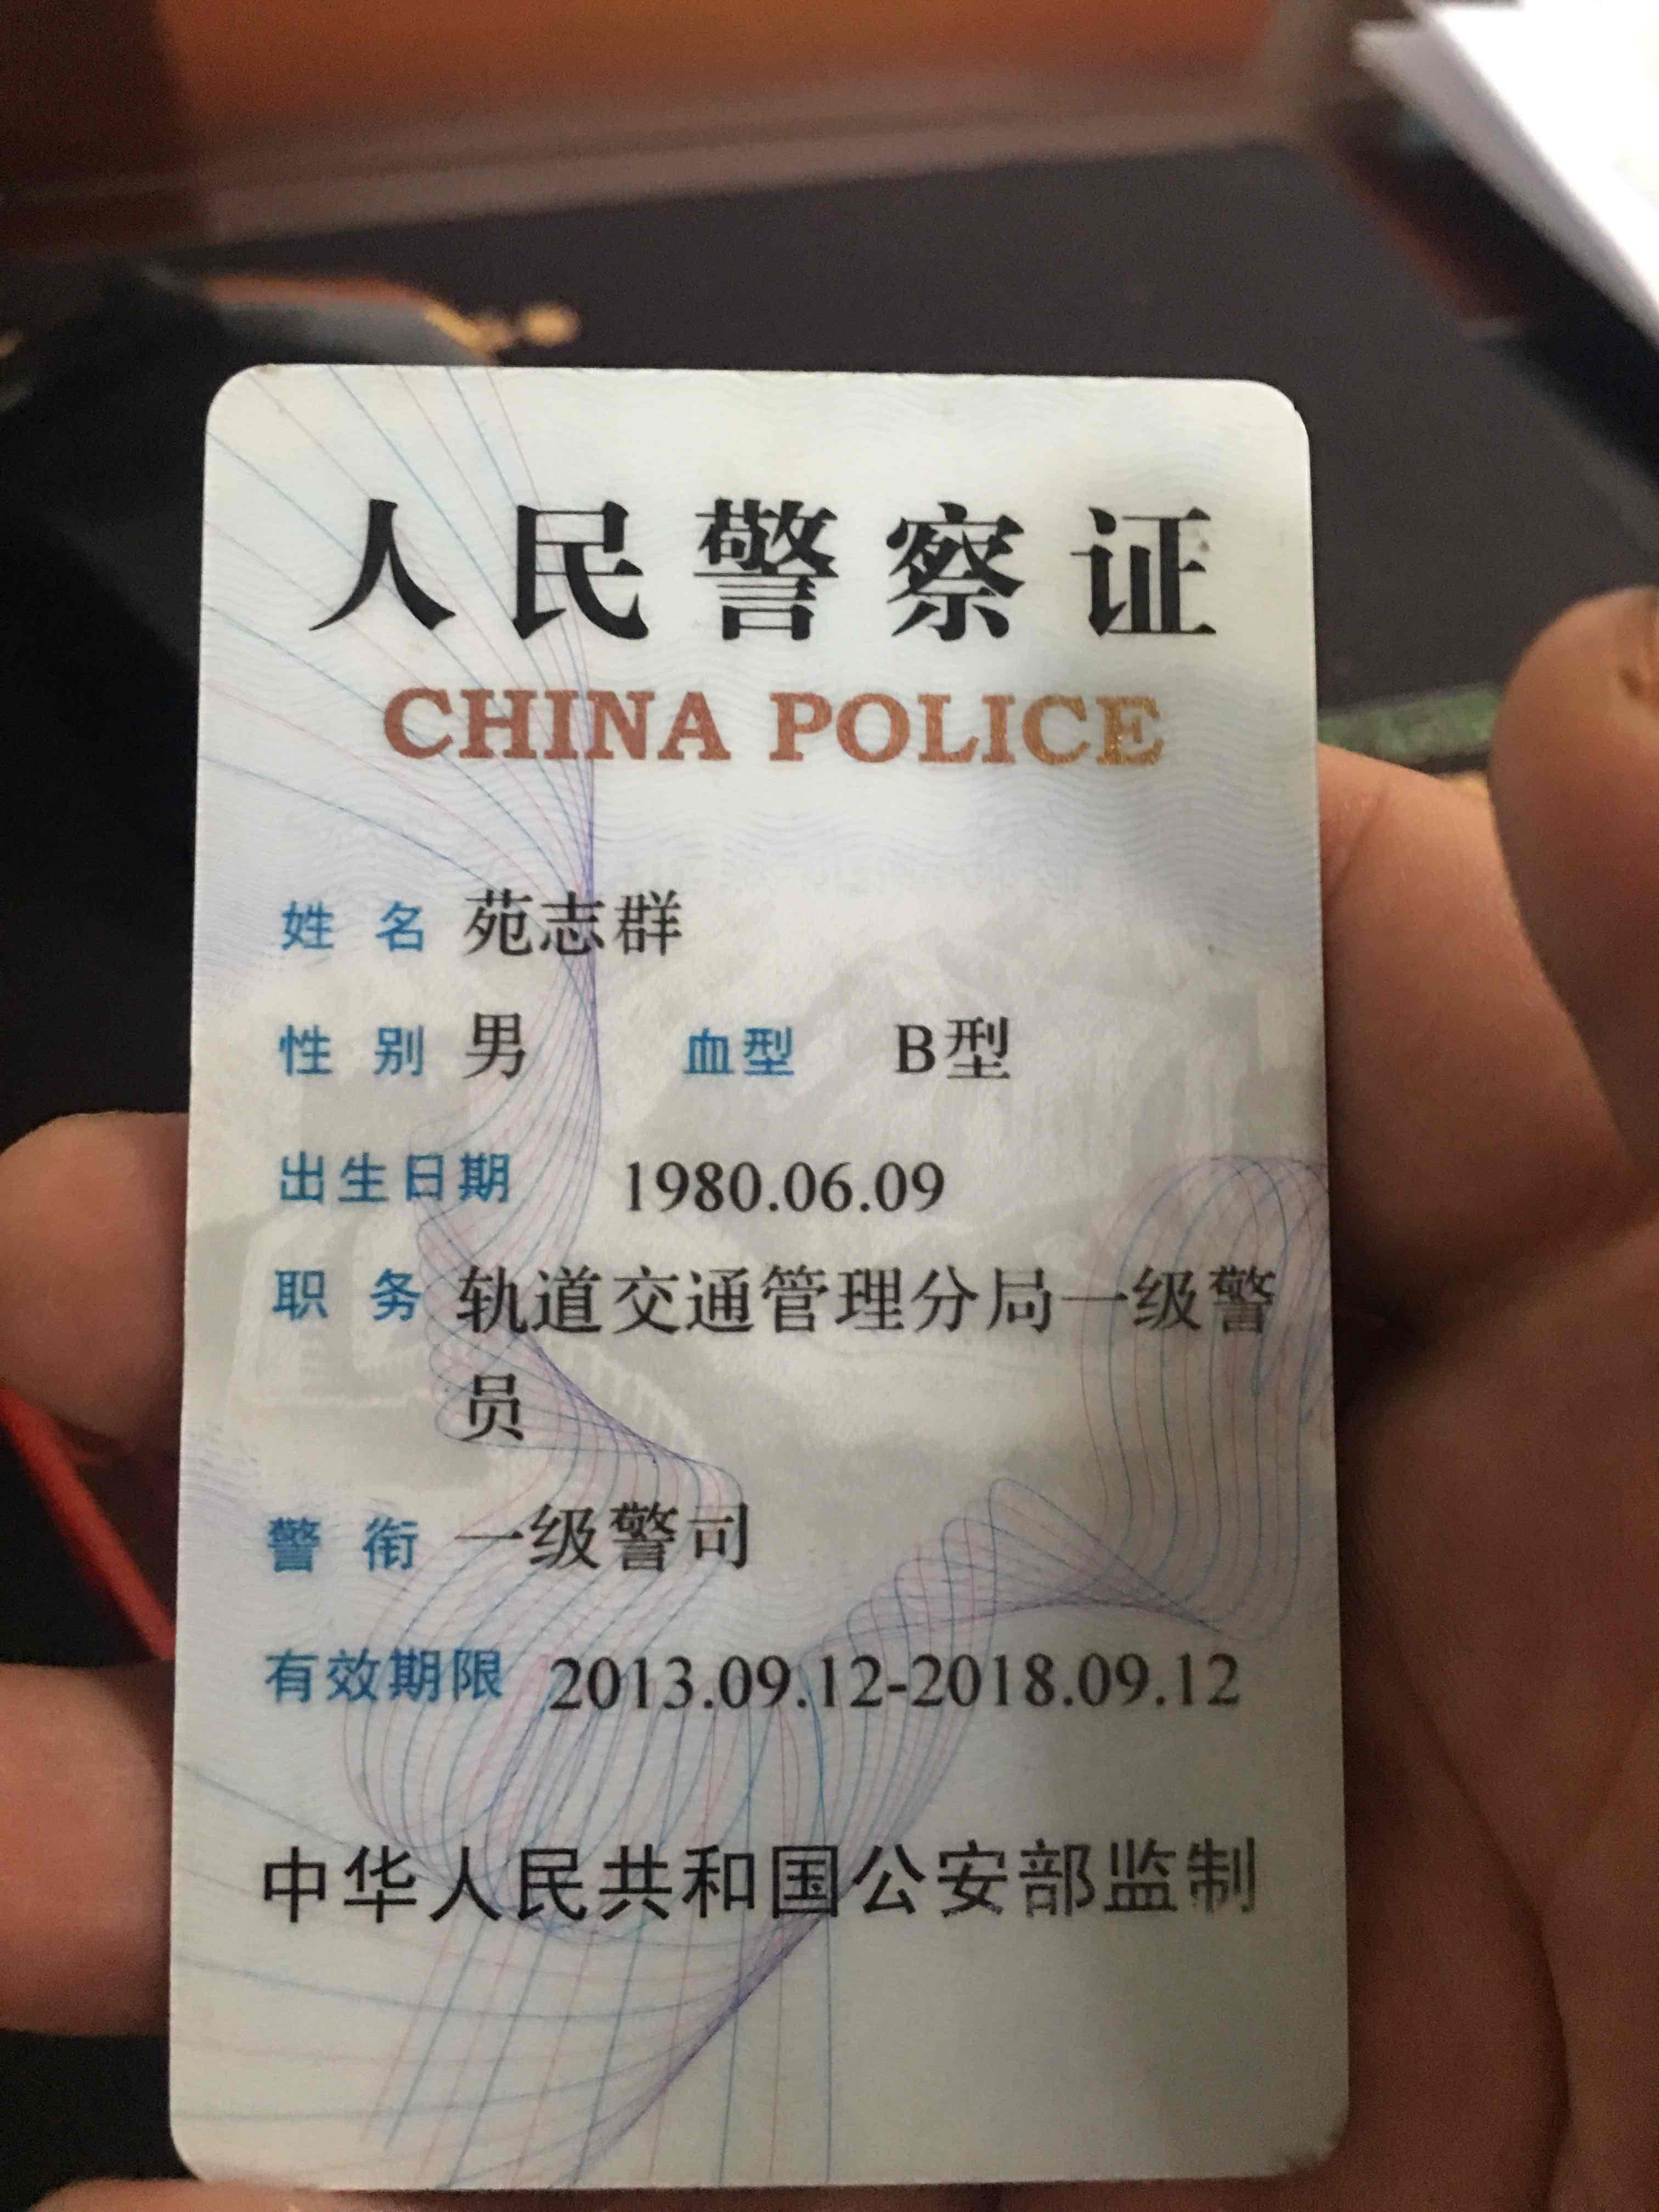 人民警察证
CHINA POLICE
姓名 苑志群
性别 男 血型 B型
出生日期 1980.06.09
职务 轨道交通管理分局一级警
员
警衔 一级警司
有效期限 2013.09.12-2018.09.12
中华人民共和国公安部监制